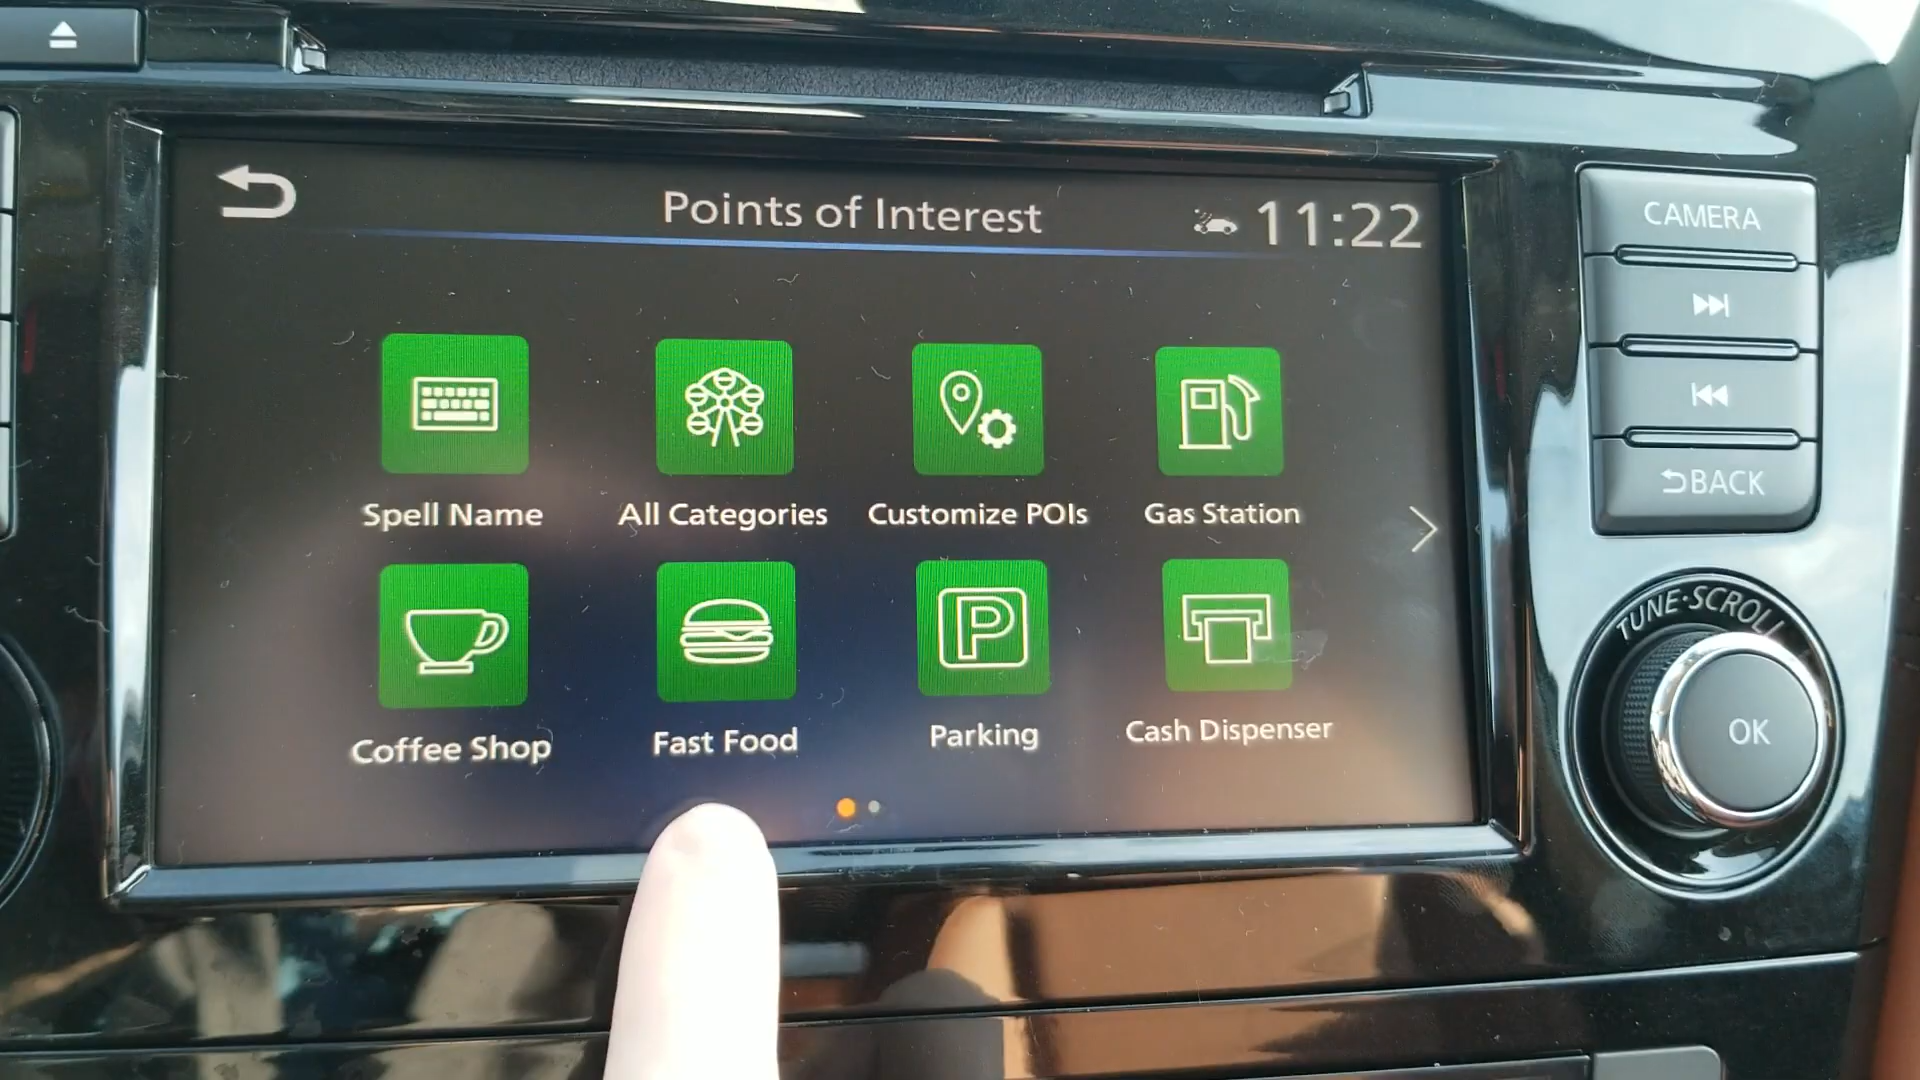 Points of Interest
11:22
CAMERA
Spell Name
All Categories
Customize POIs
Gas Station
BACK
P
Coffee Shop
Fast Food
Parking
Cash Dispenser
TUNE·SCROLL
OK